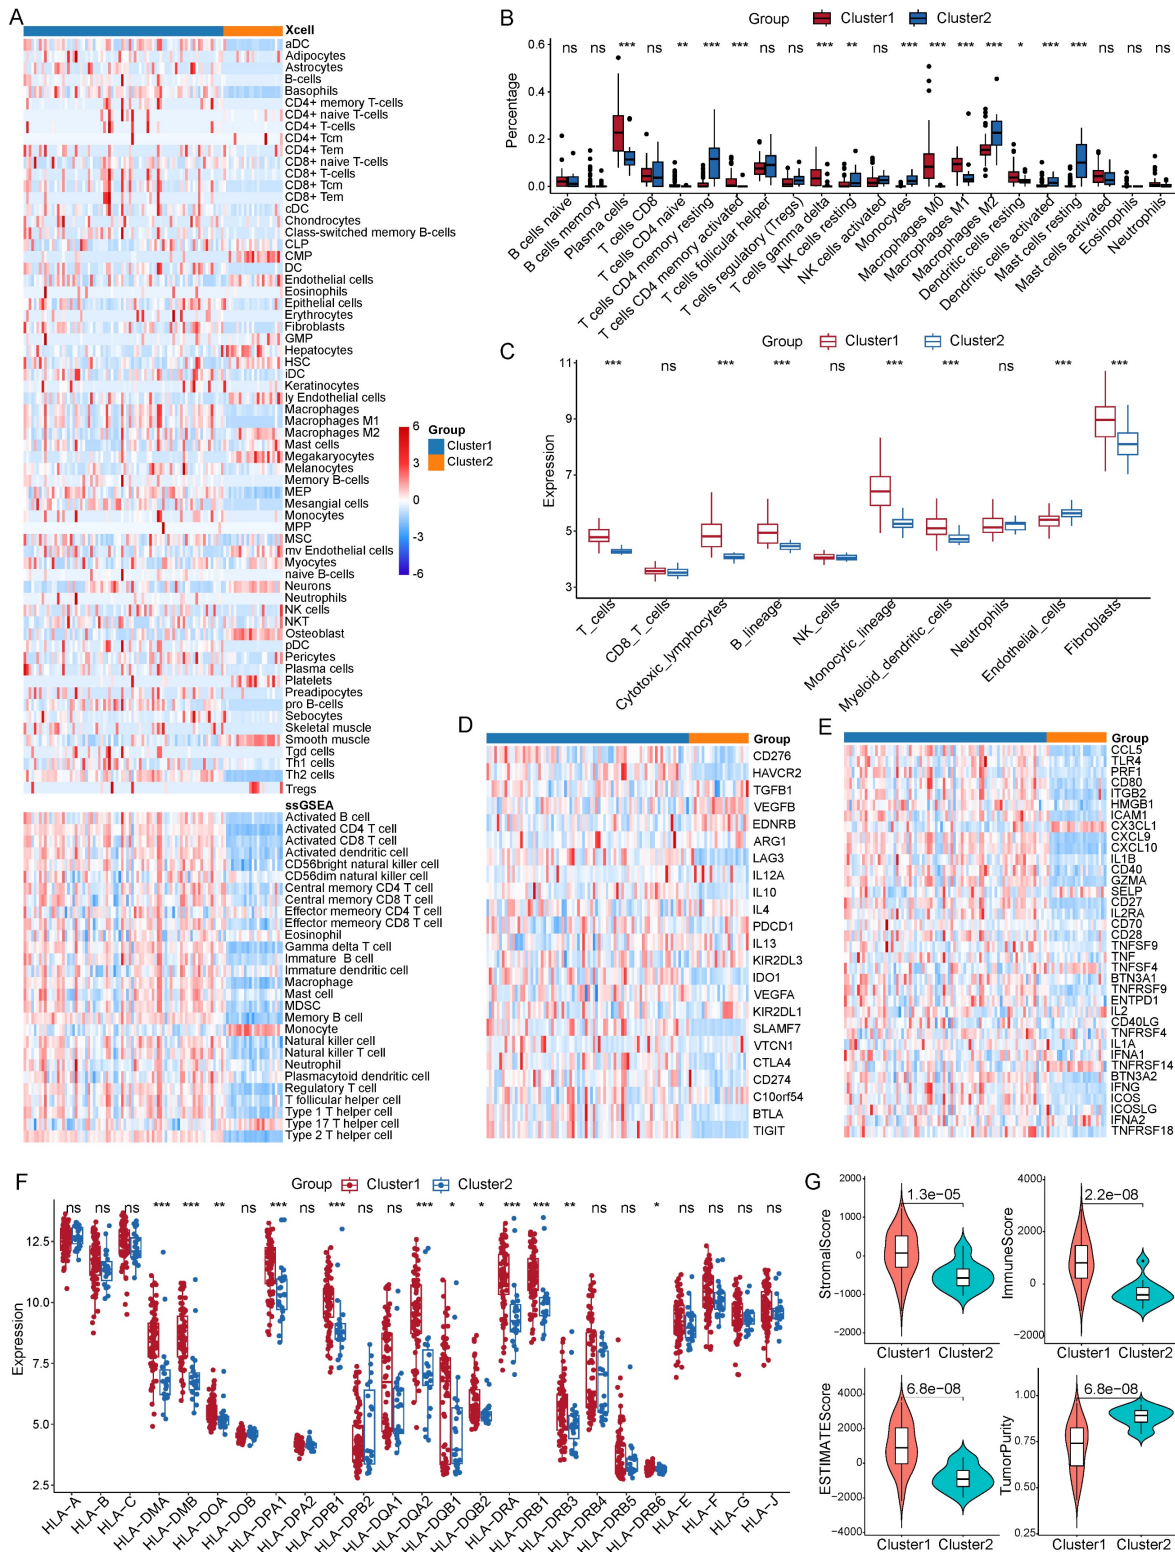 A
Xcell
aDC
Adipocytes
Astrocytes
B-cells
Basophils
CD4+ memory T-cells
CD4+ naive T-cells
CD4+ T-cells
CD4+ Tcm
CD4+ Tem
CD8+ naive T-cells
CD8+ T-cells
CD8+ Tcm
CD8+ Tem
cDC
Chondrocytes
Class-switched memory B-cells
CLP
CMP
DC
Endothelial cells
Eosinophils
Epithelial cells
Erythrocytes
Fibroblasts
GMP
Hepatocytes
HSC
iDC
Keratinocytes
ly Endothelial cells
Macrophages
Macrophages M1
Macrophages M2
Mast cells
Megakaryocytes
Melanocytes
Memory B-cells
MEP
Mesangial cells
Monocytes
MPP
MSC
mv Endothelial cells
Myocytes
naive B-cells
Neurons
Neutrophils
NK cells
NKT
Osteoblast
pDC
Pericytes
Plasma cells
Platelets
Preadipocytes
pro B-cells
Sebocytes
Skeletal muscle
Smooth muscle
Tgd cells
Th1 cells
Th2 cells
Tregs
ssGSEA
Activated B cell
Activated CD4 T cell
Activated CD8 T cell
Activated dendritic cell
CD56bright natural killer cell
CD56dim natural killer cell
Central memory CD4 T cell
Central memory CD8 T cell
Effector memeory CD4 T cell
Effector memeory CD8 T cell
Eosinophil
Gamma delta T cell
Immature B cell
Immature dendritic cell
Macrophage
Mast cell
MDSC
Memory B cell
Monocyte
Natural killer cell
Natural killer T cell
Neutrophil
Plasmacytoid dendritic cell
Regulatory T cell
T follicular helper cell
Type 1 T helper cell
Type 17 T helper cell
Type 2 T helper cell
6
3
0
-3
-6
Group
Cluster1
Cluster2
B
Group Cluster1 Cluster2
ns ns *** ns ** *** *** ns ns *** ** ns *** *** *** *** * *** *** ns ns ns
Percentage
0.6
0.4
0.2
0.0
B cells naive
B cells memory
Plasma cells
T cells CD8
T cells CD4 naive
T cells CD4 memory resting
T cells CD4 memory activated
T cells follicular helper
T cells regulatory (Tregs)
T cells gamma delta
NK cells resting
NK cells activated
Monocytes
Macrophages M0
Macrophages M1
Macrophages M2
Dendritic cells resting
Dendritic cells activated
Mast cells resting
Mast cells activated
Eosinophils
Neutrophils
C
Group Cluster1 Cluster2
*** ns *** *** ns *** *** ns *** ***
Expression
11
9
7
5
3
T_cells
CD8_T_cells
Cytotoxic_lymphocytes
B_lineage
NK_cells
Monocytic_lineage
Myeloid_dendritic_cells
Neutrophils
Endothelial_cells
Fibroblasts
D
Group
CD276
HAVCR2
TGFB1
VEGFB
EDNRB
ARG1
LAG3
IL12A
IL10
IL4
PDCD1
IL13
KIR2DL3
IDO1
VEGFA
KIR2DL1
SLAMF7
VTCN1
CTLA4
CD274
C10orf54
BTLA
TIGIT
E
Group
CCL5
TLR4
PRF1
CD80
ITGB2
HMGB1
ICAM1
CX3CL1
CXCL9
CXCL10
IL1B
CD40
GZMA
SELP
CD27
IL2RA
CD70
CD28
TNFSF9
TNF
TNFSF4
BTN3A1
TNFRSF9
ENTPD1
IL2
CD40LG
TNFRSF4
IL1A
IFNA1
TNFRSF14
BTN3A2
IFNG
ICOS
ICOSLG
IFNA2
TNFRSF18
F
Group Cluster1 Cluster2
ns ns ns *** *** ** ns *** ns *** ns ns *** * * *** *** ** ns ns * ns ns ns ns
Expression
12.5
10.0
7.5
5.0
2.5
HLA-A
HLA-B
HLA-C
HLA-DMA
HLA-DMB
HLA-DOA
HLA-DOB
HLA-DPA1
HLA-DPA2
HLA-DPB1
HLA-DPB2
HLA-DQA1
HLA-DQA2
HLA-DQB1
HLA-DQB2
HLA-DRA
HLA-DRB1
HLA-DRB3
HLA-DRB4
HLA-DRB5
HLA-DRB6
HLA-E
HLA-F
HLA-G
HLA-J
G
StromalScore
2000
1000
0
-1000
-2000
1.3e-05
Cluster1 Cluster2
ImmuneScore
4000
2000
0
-2000
2.2e-08
Cluster1 Cluster2
ESTIMATEScore
4000
2000
0
-2000
-4000
6.8e-08
Cluster1 Cluster2
TumorPurity
1.00
0.75
0.50
0.25
6.8e-08
Cluster1 Cluster2